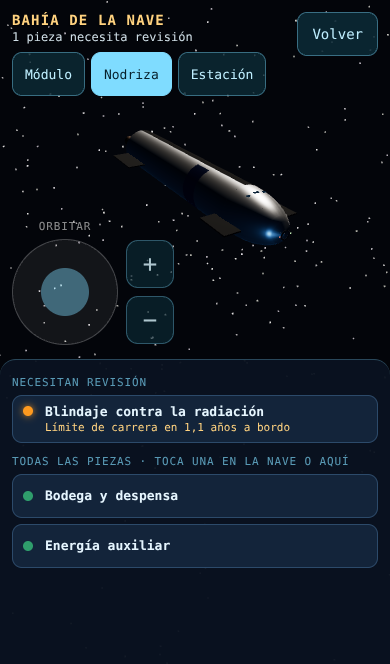 BAHÍA DE LA NAVE
1 pieza necesita revisión
Volver
Módulo
Nodriza
Estación
ORBITAR
+
−
NECESITAN REVISIÓN
Blindaje contra la radiación
Límite de carrera en 1,1 años a bordo
TODAS LAS PIEZAS · TOCA UNA EN LA NAVE O AQUÍ
Bodega y despensa
Energía auxiliar